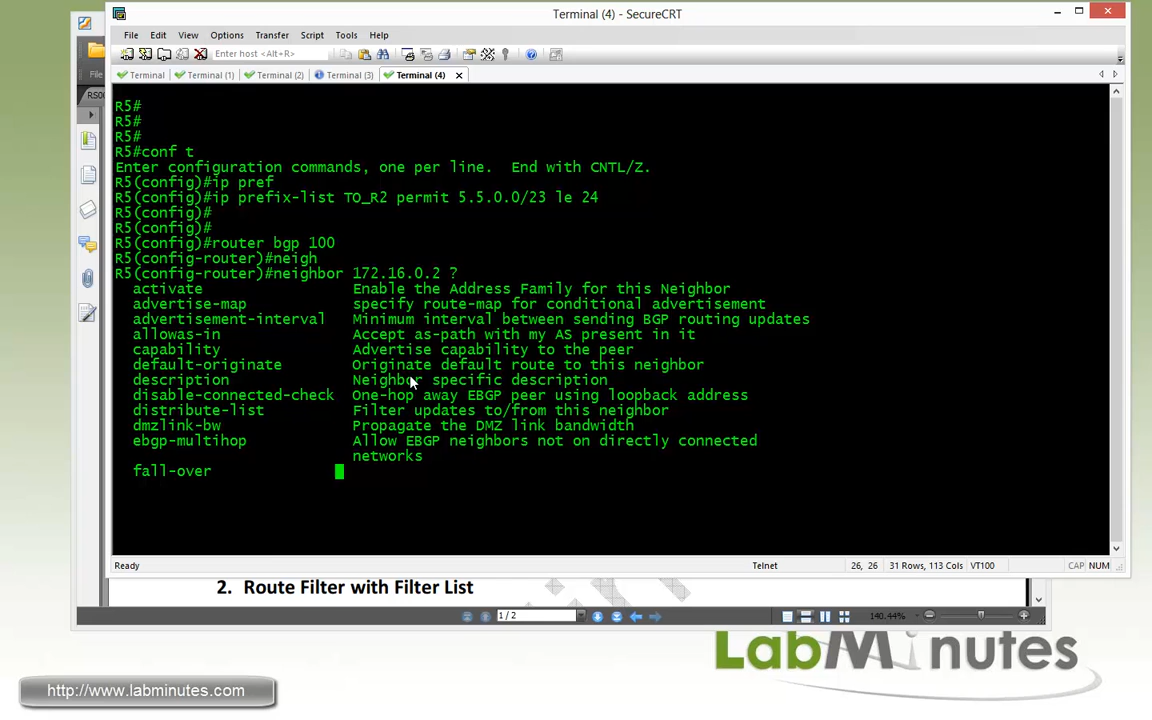 Terminal (4) - SecureCRT
File Edit View Options Transfer Script Tools Help
Enter host <Alt+R>
Terminal Terminal (1) Terminal (2) Terminal (3) Terminal (4)
File
R5#
R5#
R5#
R5#conf t
Enter configuration commands, one per line. End with CNTL/Z.
R5(config)#ip pref
R5(config)#ip prefix-list TO_R2 permit 5.5.0.0/23 le 24
R5(config)#
R5(config)#
R5(config)#router bgp 100
R5(config-router)#neigh
R5(config-router)#neighbor 172.16.0.2 ?
activate Enable the Address Family for this Neighbor
advertise-map specify route-map for conditional advertisement
advertisement-interval Minimum interval between sending BGP routing updates
allowas-in Accept as-path with my AS present in it
capability Advertise capability to the peer
default-originate Originate default route to this neighbor
description Neighbor specific description
disable-connected-check One-hop away EBGP peer using loopback address
distribute-list Filter updates to/from this neighbor
dmzlink-bw Propagate the DMZ link bandwidth
ebgp-multihop Allow EBGP neighbors not on directly connected
networks
fall-over
Ready Telnet 26, 26 31 Rows, 113 Cols VT100 CAP NUM
2. Route Filter with Filter List
1 / 2 140.44%
LabMinutes
http://www.labminutes.com